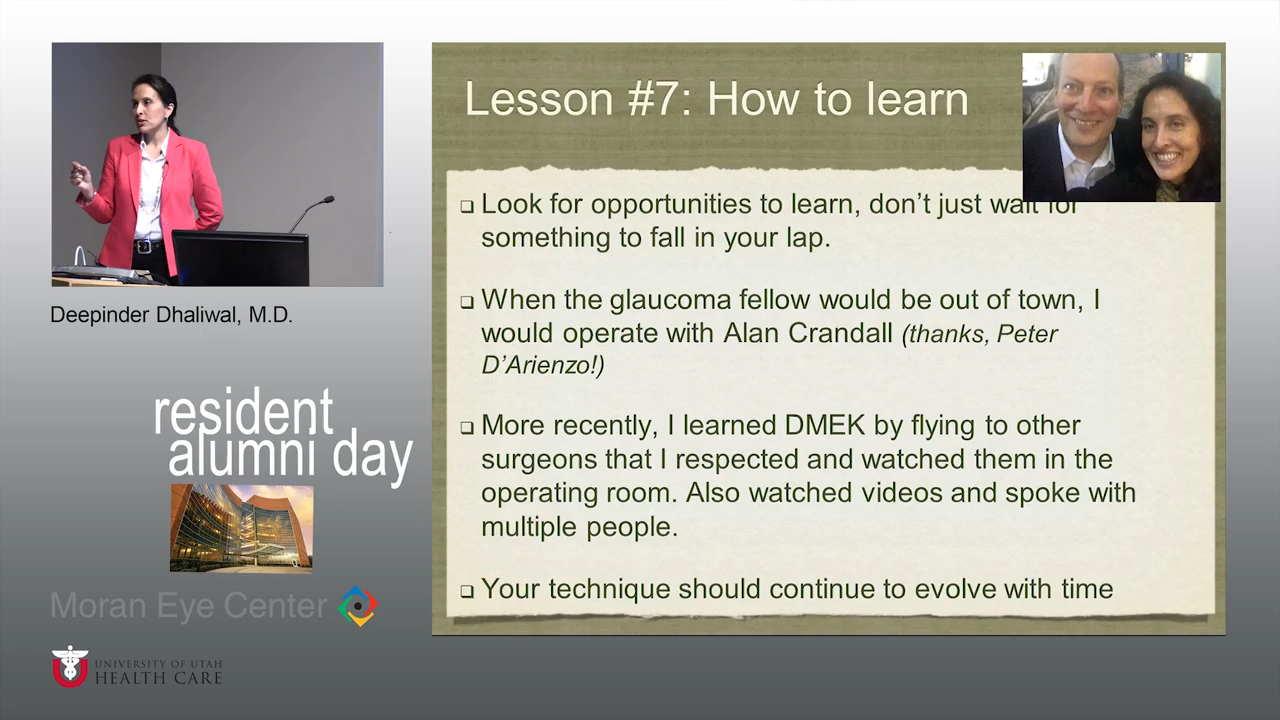 Deepinder Dhaliwal, M.D.
resident
alumni day
Moran Eye Center
UNIVERSITY OF UTAH
HEALTH CARE
Lesson #7: How to learn
❑ Look for opportunities to learn, don’t just wait for
something to fall in your lap.
❑ When the glaucoma fellow would be out of town, I
would operate with Alan Crandall (thanks, Peter
D’Arienzo!)
❑ More recently, I learned DMEK by flying to other
surgeons that I respected and watched them in the
operating room. Also watched videos and spoke with
multiple people.
❑ Your technique should continue to evolve with time